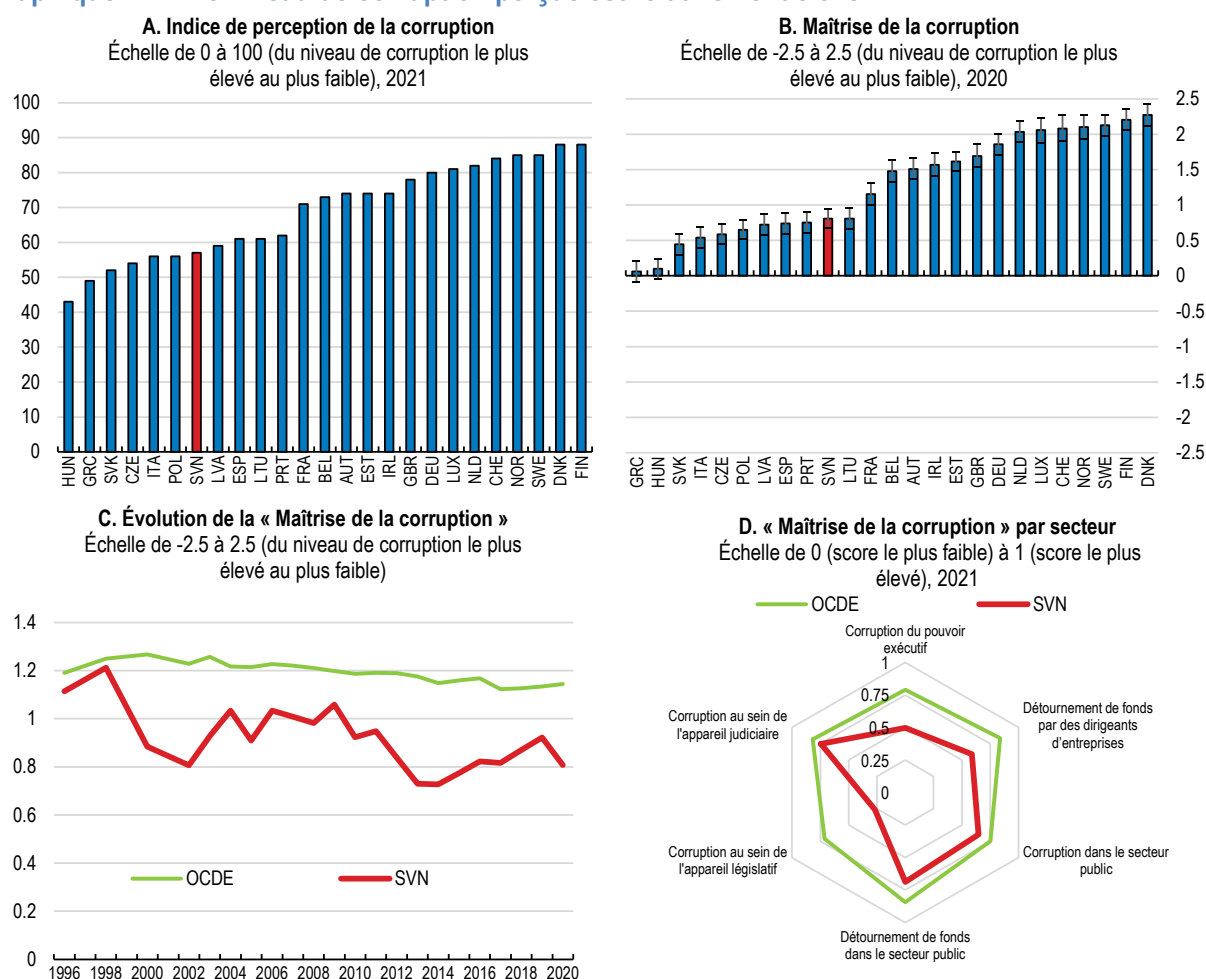 A. Indice de perception de la corruption
Échelle de 0 à 100 (du niveau de corruption le plus
élevé au plus faible), 2021
100
90
80
70
60
50
40
30
20
10
0
HUN GRC SVK CZE ITA POL SVN LVA ESP LTU PRT FRA BEL AUT EST IRL GBR DEU LUX NLD CHE NOR SWE DNK FIN
B. Maîtrise de la corruption
Échelle de -2.5 à 2.5 (du niveau de corruption le plus
élevé au plus faible), 2020
2.5
2
1.5
1
0.5
0
-0.5
-1
-1.5
-2
-2.5
GRC HUN SVK ITA CZE POL LVA ESP PRT SVN LTU FRA BEL AUT IRL EST GBR DEU NLD LUX CHE NOR SWE FIN DNK
C. Évolution de la « Maîtrise de la corruption »
Échelle de -2.5 à 2.5 (du niveau de corruption le plus
élevé au plus faible)
1.4
1.2
1
0.8
0.6
0.4
0.2
0
OCDE SVN
1996 1998 2000 2002 2004 2006 2008 2010 2012 2014 2016 2018 2020
D. « Maîtrise de la corruption » par secteur
Échelle de 0 (score le plus faible) à 1 (score le plus
élevé), 2021
OCDE SVN
Corruption du pouvoir
exécutif
1
0.75
0.5
0.25
0
Détournement de fonds
par des dirigeants
d'entreprises
Corruption dans le secteur
public
Détournement de fonds
dans le secteur public
Corruption au sein de
l'appareil législatif
Corruption au sein de
l'appareil judiciaire